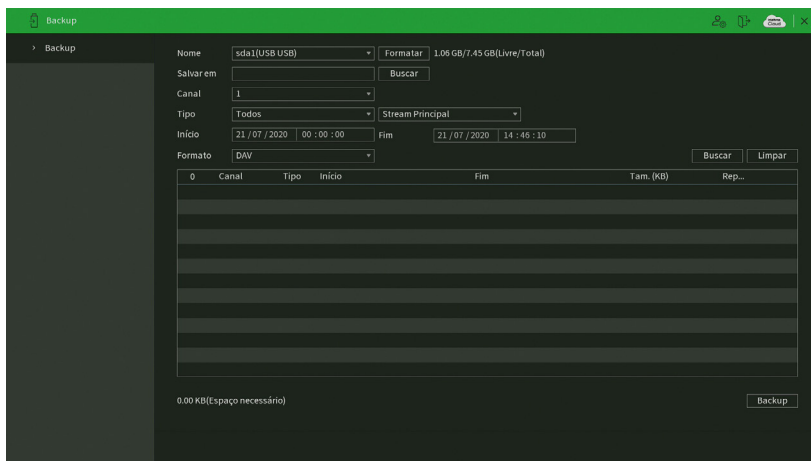 Backup
Cloud
Backup
Nome sda1(USB USB) Formatar 1.06 GB/7.45 GB(Livre/Total)
Salvar em Buscar
Canal 1
Tipo Todos Stream Principal
Início 21 / 07 / 2020 00 : 00 : 00 Fim 21 / 07 / 2020 14 : 46 : 10
Formato DAV Buscar Limpar
0 Canal Tipo Início Fim Tam. (KB) Rep...
0.00 KB(Espaço necessário) Backup